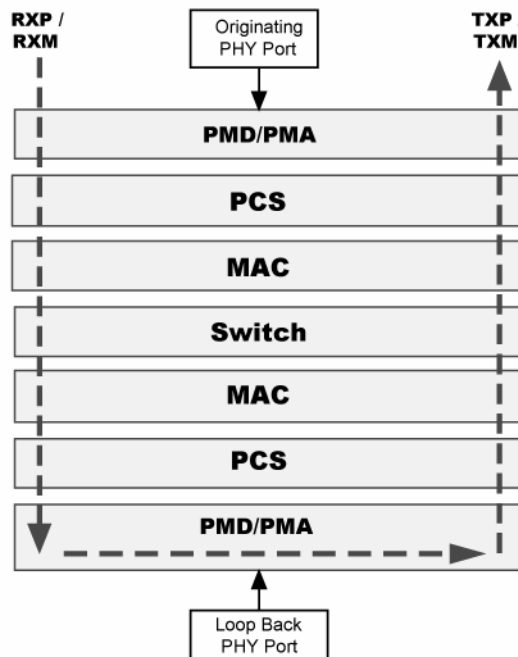 RXP /
RXM
Originating
PHY Port
TXP /
TXM
PMD/PMA
PCS
MAC
Switch
MAC
PCS
PMD/PMA
Loop Back
PHY Port